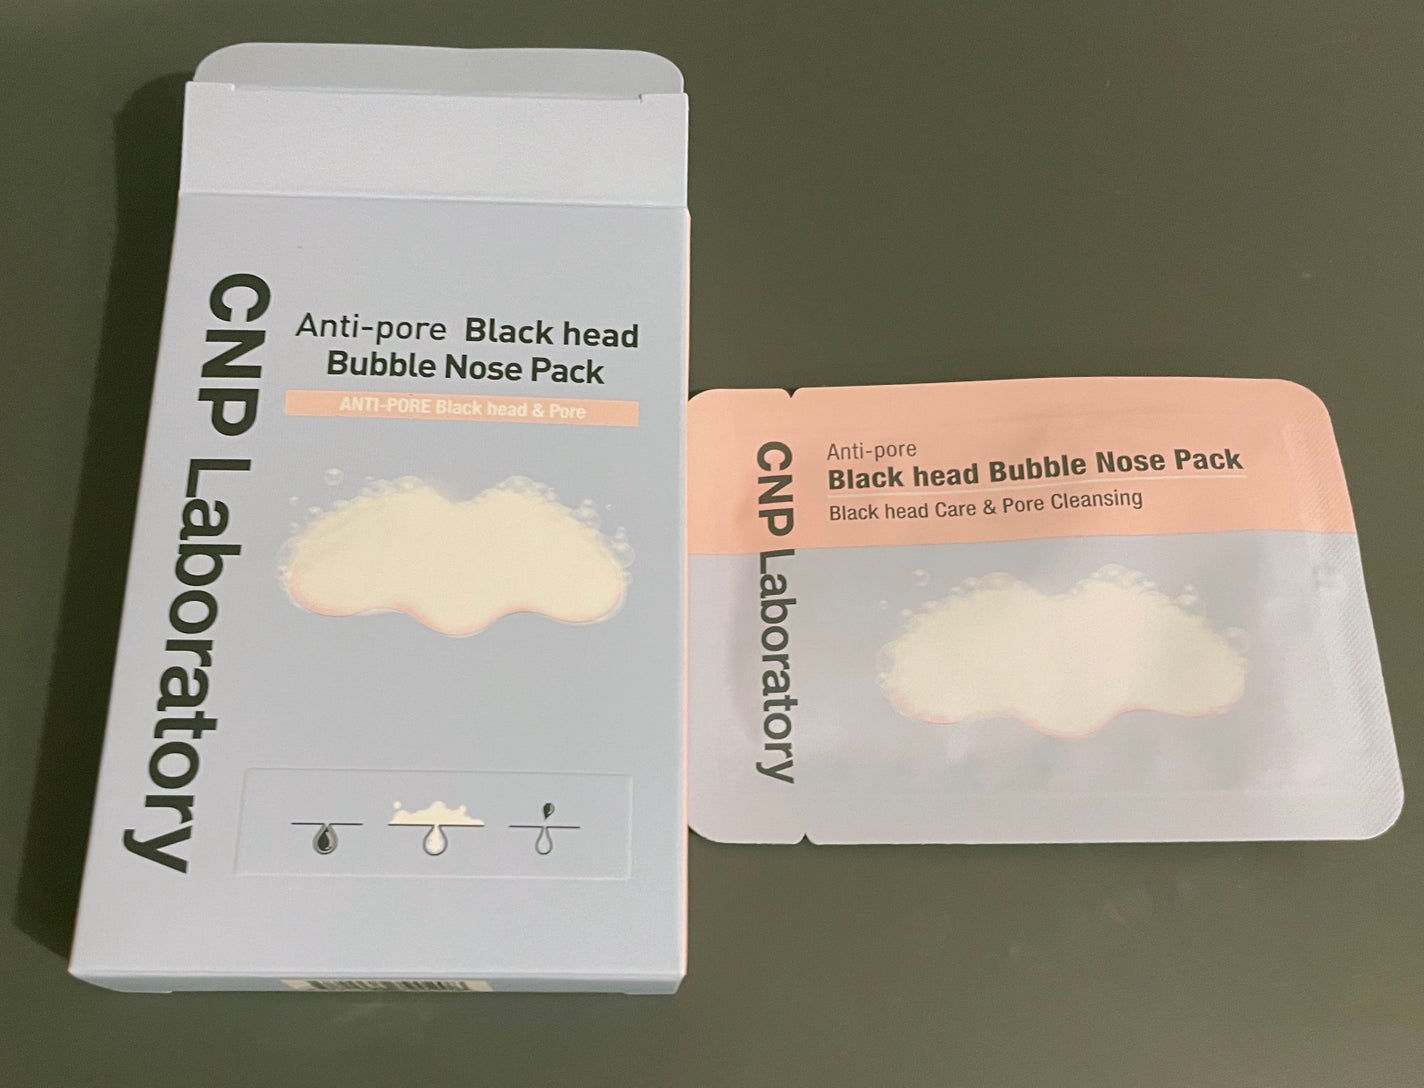 CNP Laboratory
Anti-pore Black head
Bubble Nose Pack
ANTI-PORE Black head & Pore
CNP Laboratory
Anti-pore
Black head Bubble Nose Pack
Black head Care & Pore Cleansing